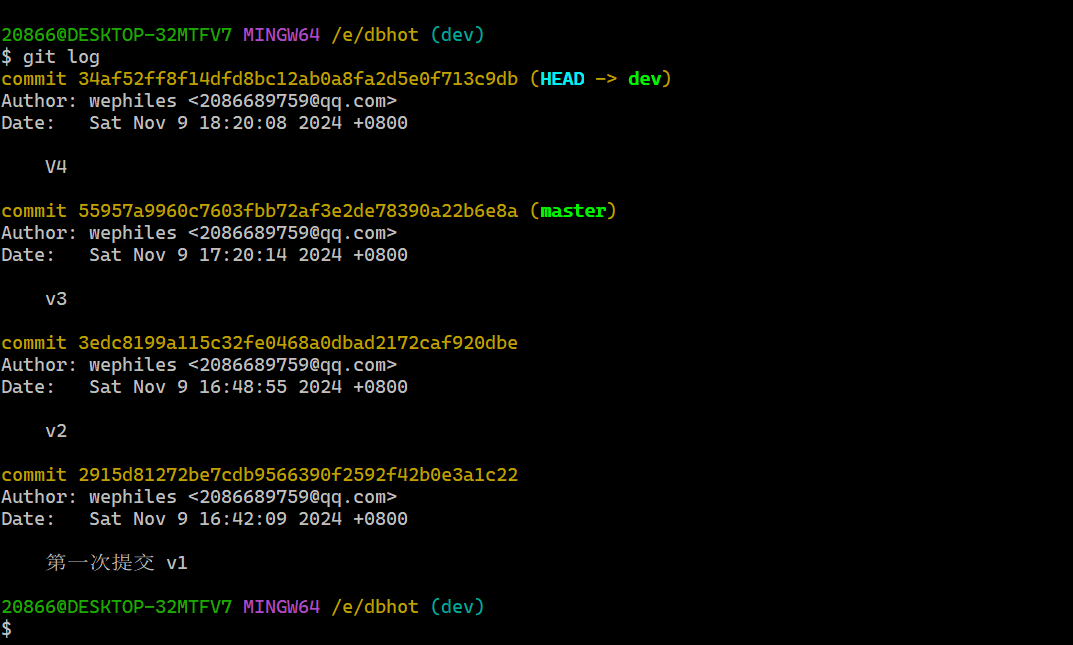 20866@DESKTOP-32MTFV7 MINGW64 /e/dbhot (dev)
$ git log
commit 34af52ff8f14dfd8bc12ab0a8fa2d5e0f713c9db (HEAD -> dev)
Author: wephiles <2086689759@qq.com>
Date:   Sat Nov 9 18:20:08 2024 +0800
    V4
commit 55957a9960c7603fbb72af3e2de78390a22b6e8a (master)
Author: wephiles <2086689759@qq.com>
Date:   Sat Nov 9 17:20:14 2024 +0800
    v3
commit 3edc8199a115c32fe0468a0dbad2172caf920dbe
Author: wephiles <2086689759@qq.com>
Date:   Sat Nov 9 16:48:55 2024 +0800
    v2
commit 2915d81272be7cdb9566390f2592f42b0e3a1c22
Author: wephiles <2086689759@qq.com>
Date:   Sat Nov 9 16:42:09 2024 +0800
    第一次提交 v1
20866@DESKTOP-32MTFV7 MINGW64 /e/dbhot (dev)
$